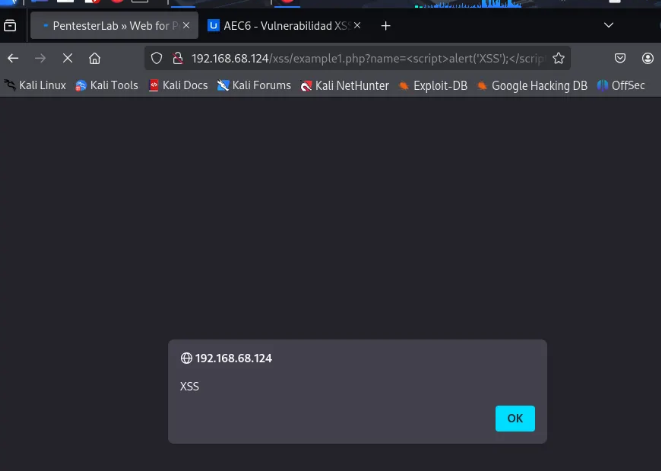 PentesterLab » Web for P
AEC6 - Vulnerabilidad XS
192.168.68.124/xss/example1.php?name=<script>alert('XSS');</scrip
Kali Linux Kali Tools Kali Docs Kali Forums Kali NetHunter Exploit-DB Google Hacking DB OffSec
192.168.68.124
XSS
OK